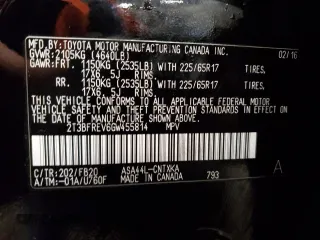 MFD. BY: TOYOTA MOTOR MANUFACTURING CANADA INC.
GVWR: 2105KG (4640LB) 02/16
GAWR: FRT. 1150KG (2535LB) WITH 225/65R17 TIRES.
17X6.5J RIMS.
RR. 1150KG (2535LB) WITH 225/65R17 TIRES,
17X6.5J RIMS.
THIS VEHICLE CONFORMS TO ALL APPLICABLE FEDERAL MOTOR
VEHICLE SAFETY STANDARDS IN EFFECT ON THE DATE OF
MANUFACTURE SHOWN ABOVE.
2T3BFREV6GW455814 MPV
C/TR: 202/FB20 ASA44L-CNTXKA A
A/TM: -01A/U760F MADE IN CANADA 793